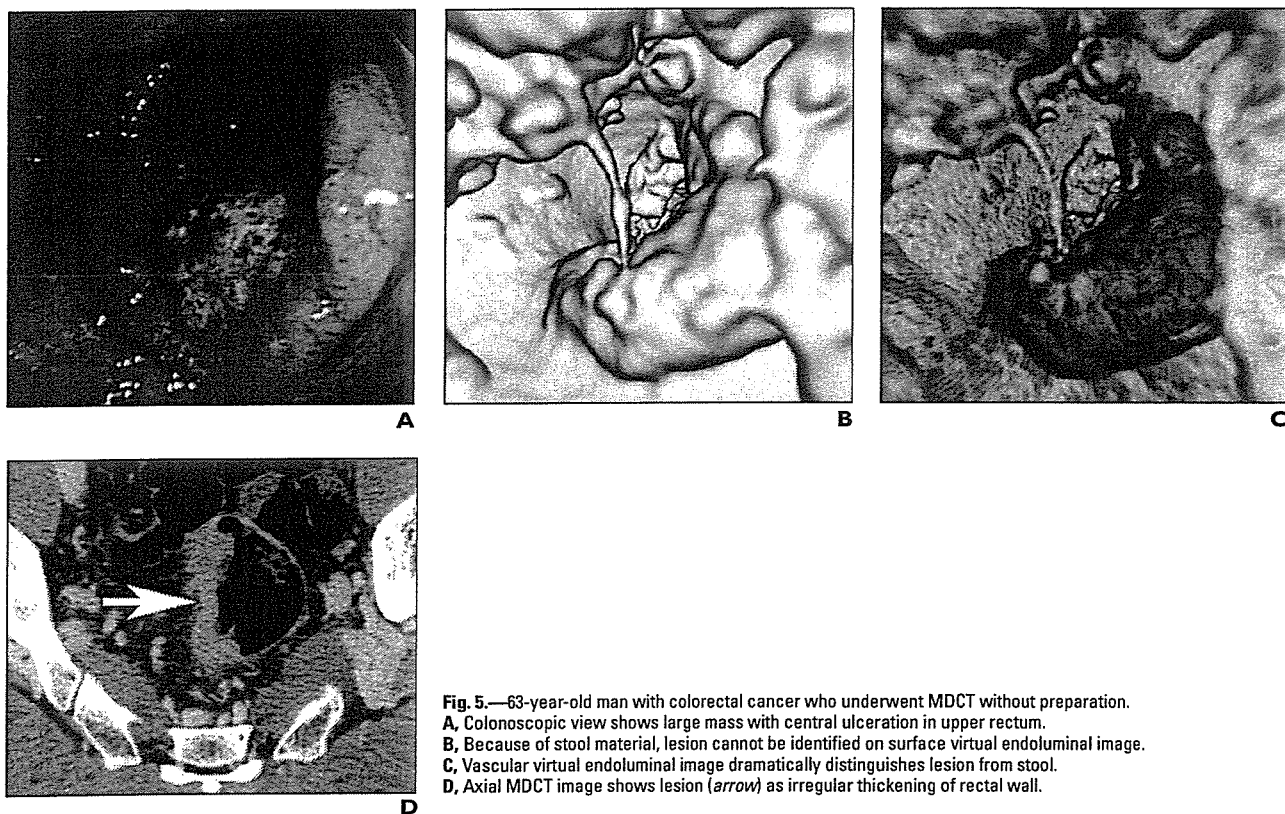 A
B
C
D
Fig. 5.—63-year-old man with colorectal cancer who underwent MDCT without preparation.
A, Colonoscopic view shows large mass with central ulceration in upper rectum.
B, Because of stool material, lesion cannot be identified on surface virtual endoluminal image.
C, Vascular virtual endoluminal image dramatically distinguishes lesion from stool.
D, Axial MDCT image shows lesion (arrow) as irregular thickening of rectal wall.